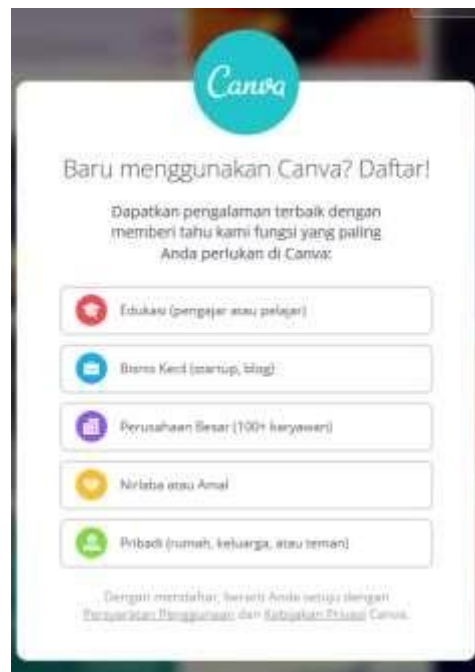 Canva
Baru menggunakan Canva? Daftar!
Dapatkan pengalaman terbaik dengan
memberi tahu kami fungsi yang paling
Anda perlukan di Canva:
Edukasi (pengajar atau pelajar)
Bisnis Kecil (startup, blog)
Perusahaan Besar (100+ karyawan)
Nirlaba atau Amal
Pribadi (rumah, keluarga, atau teman)
Dengan mendaftar, berarti Anda setuju dengan
Persyaratan Penggunaan dan Kebijakan Privasi Canva.